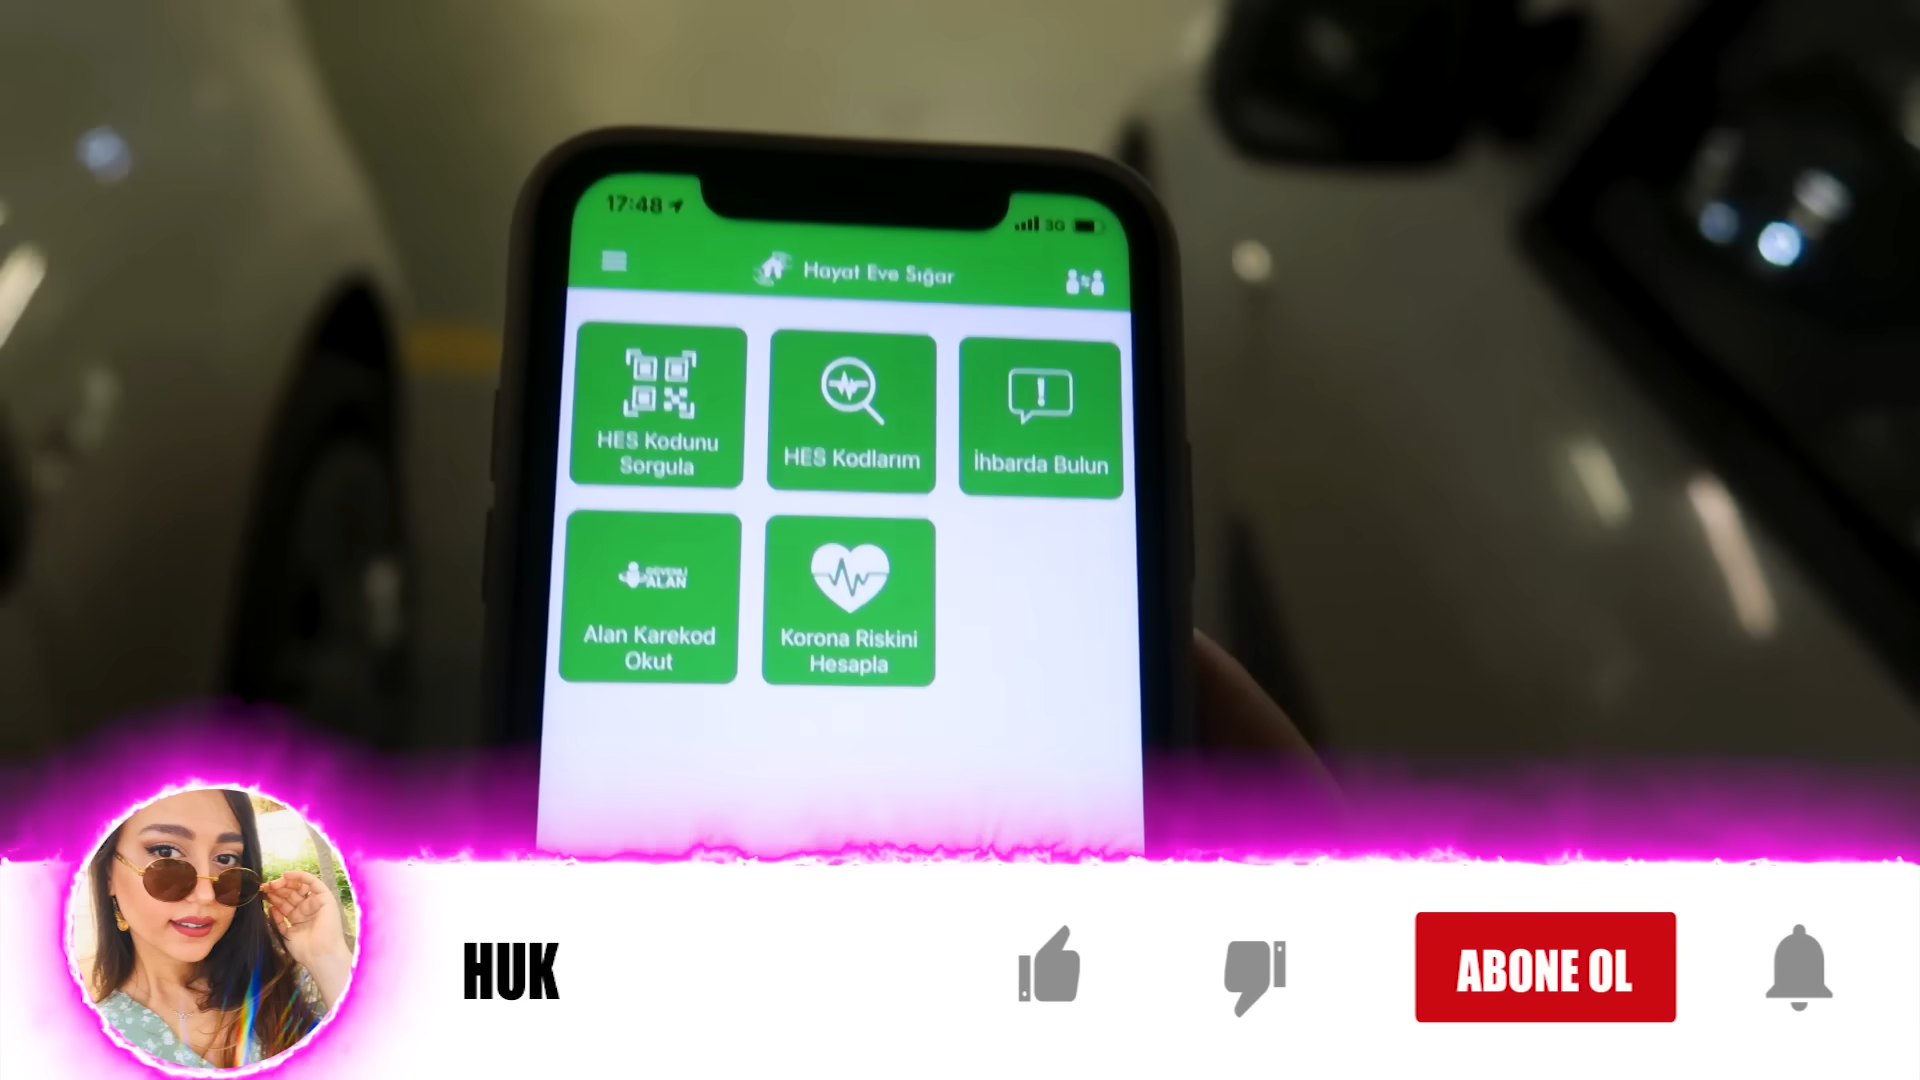 17:48
3G
Hayat Eve Sığar
HES Kodunu
Sorgula
HES Kodlarım
İhbarda Bulun
GÜVENLİ
ALAN
Alan Karekod
Okut
Korona Riskini
Hesapla
HUK
ABONE OL